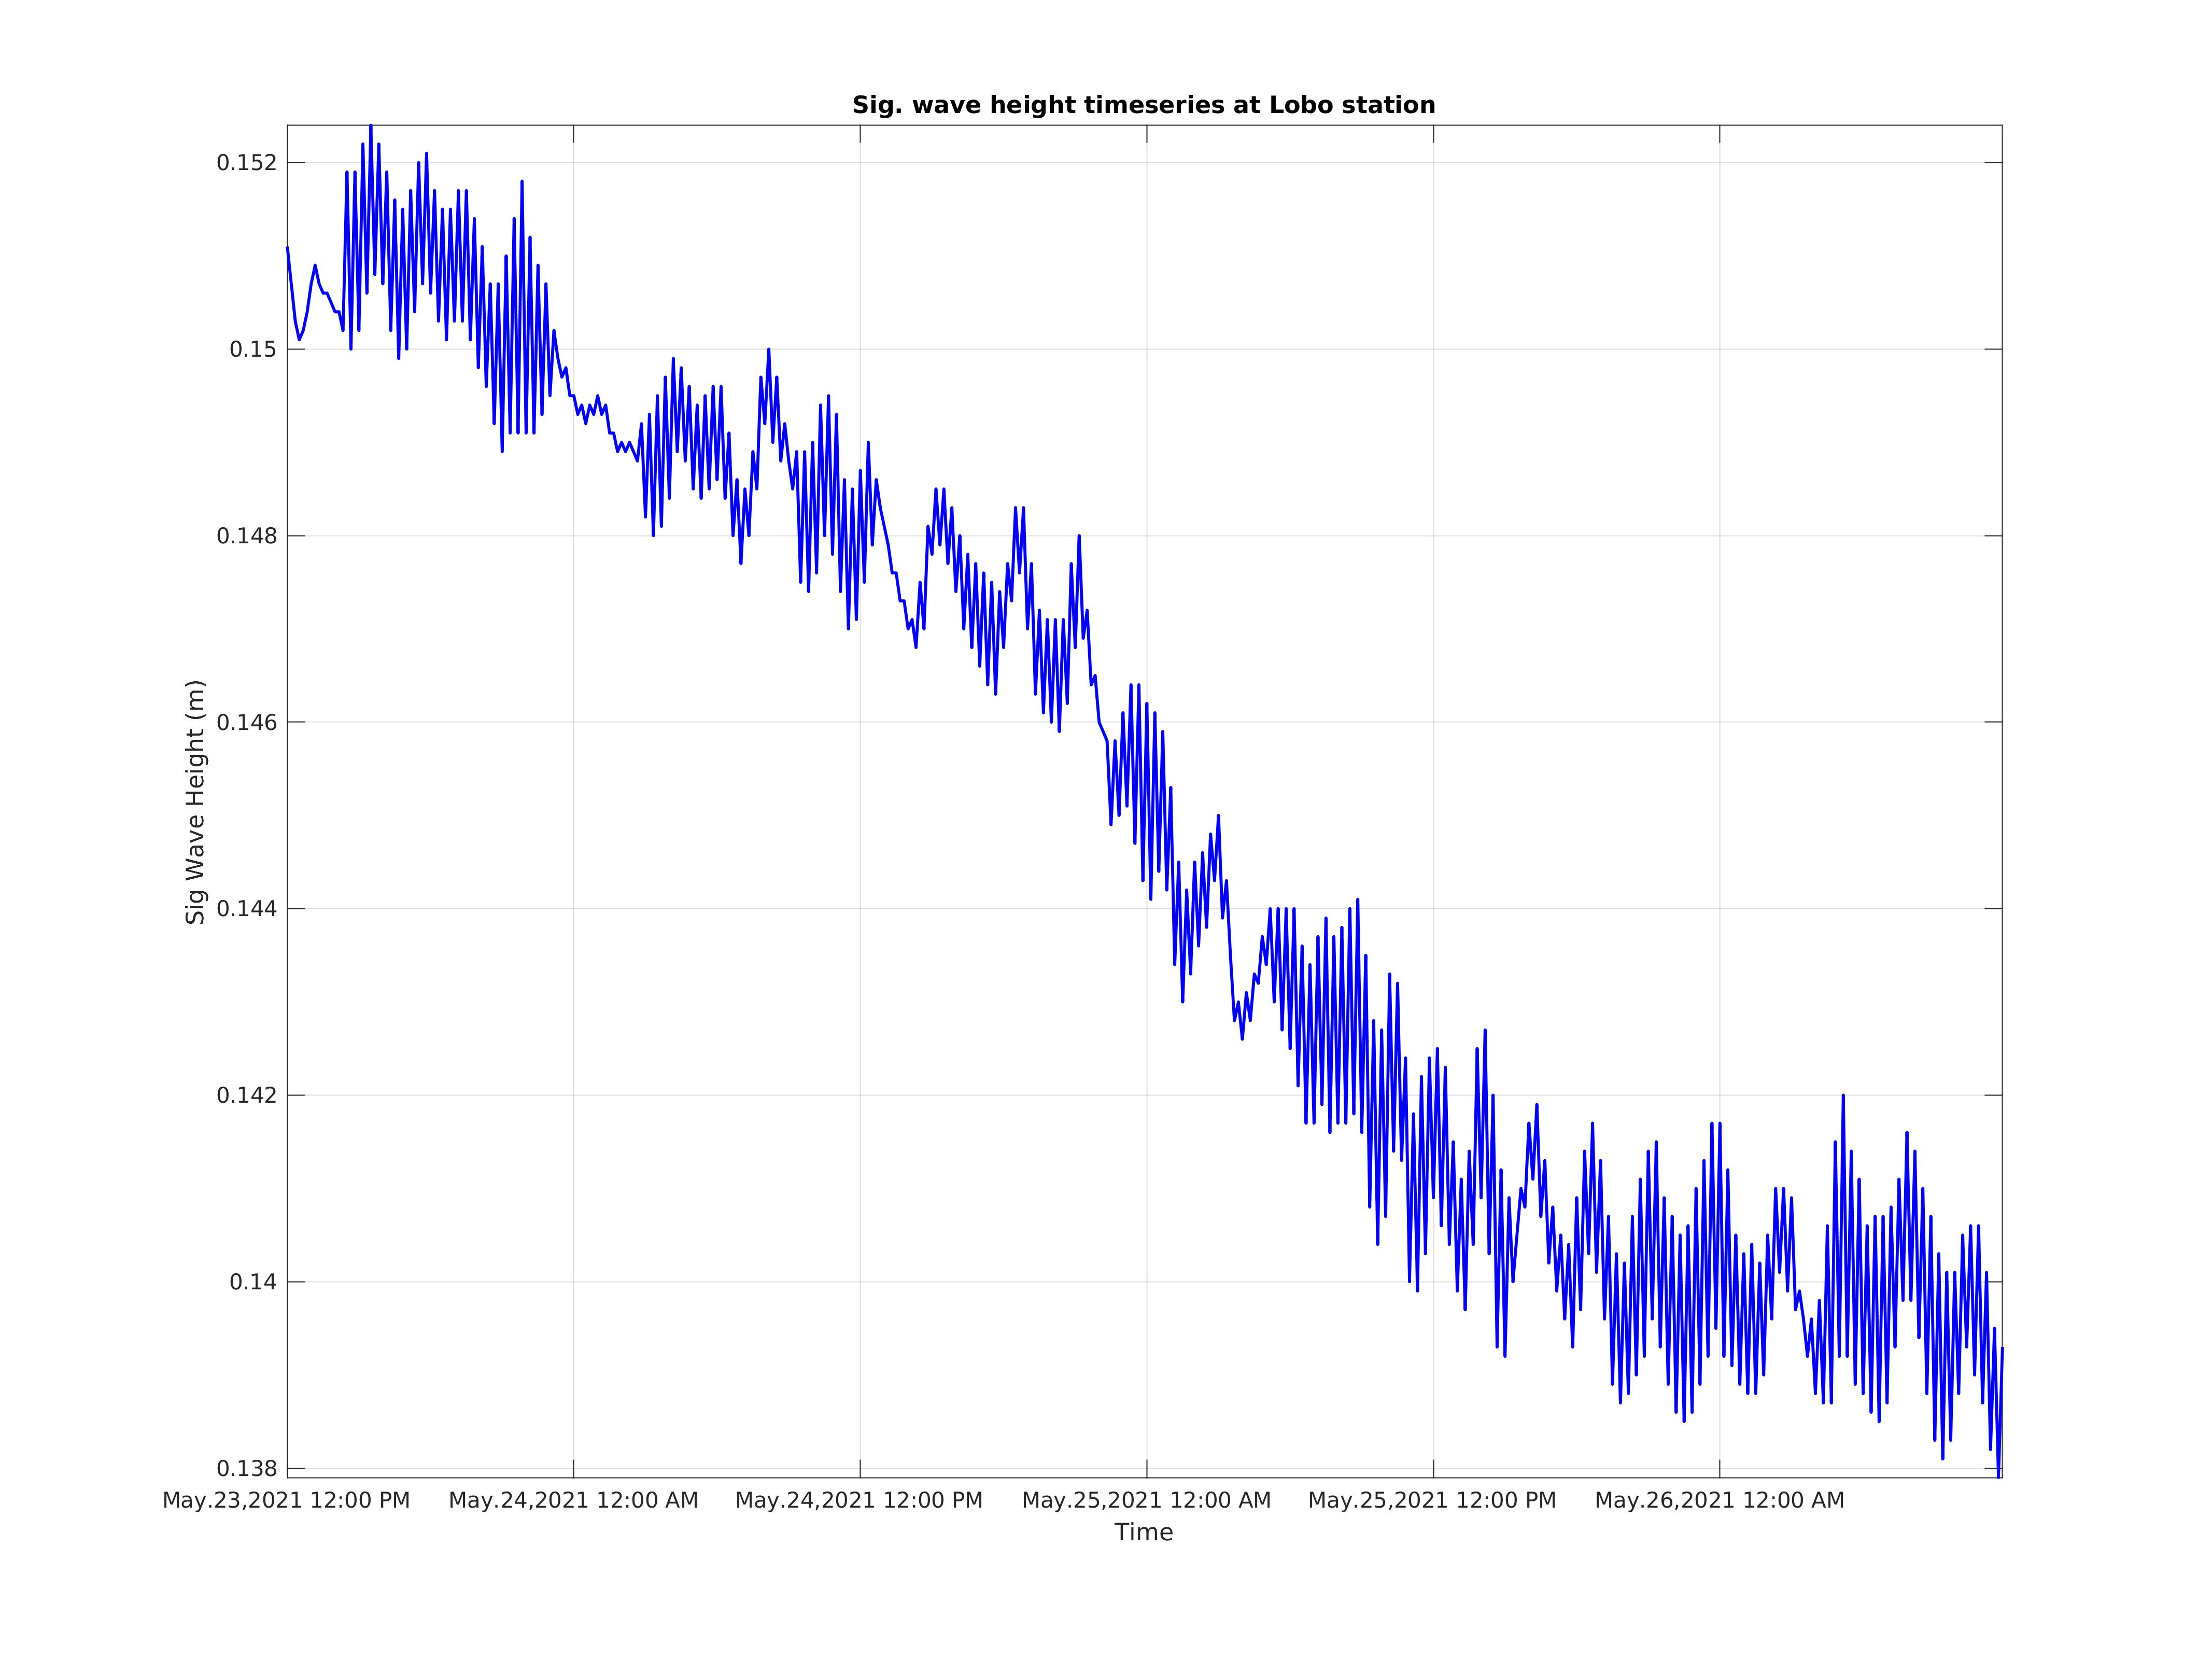 Sig. wave height timeseries at Lobo station
0.152
0.15
0.148
0.146
0.144
0.142
0.14
0.138
Sig Wave Height (m)
May.23,2021 12:00 PM May.24,2021 12:00 AM May.24,2021 12:00 PM May.25,2021 12:00 AM May.25,2021 12:00 PM May.26,2021 12:00 AM
Time